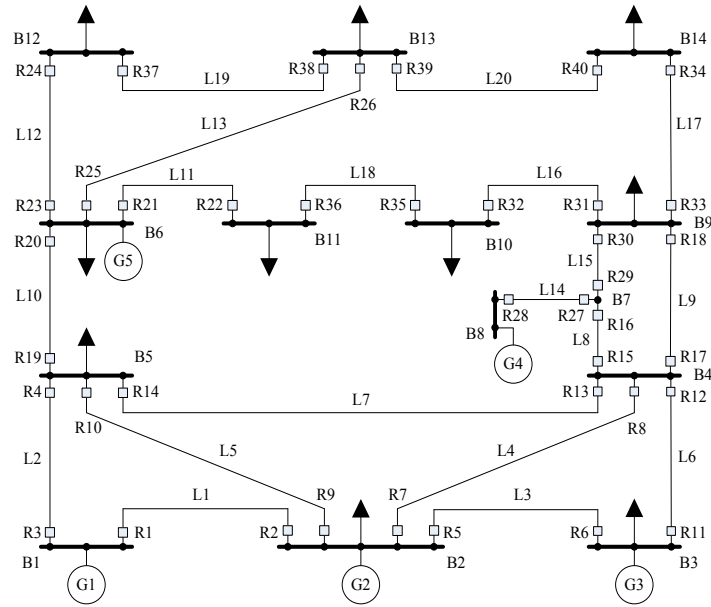 B12 B13 B14
R24 R37 R38 R39 R40 R34
L19 L20
R26
L12 L13 L17
R25 L11 L18 L16
R23 R21 R22 R36 R35 R32 R31 R33
B6 B9
R20 B11 B10 R30 R18
G5 L15
R29
L10 L14 B7 L9
R28 R27 R16
B8 L8
R19 B5 G4 R15 R17
B4
R4 R14 R13 R12
L7
R10 R8
L2 L5 L4 L6
L1 R9 R7 L3
R3 R1 R2 R5 R6 R11
B1 B2 B3
G1 G2 G3